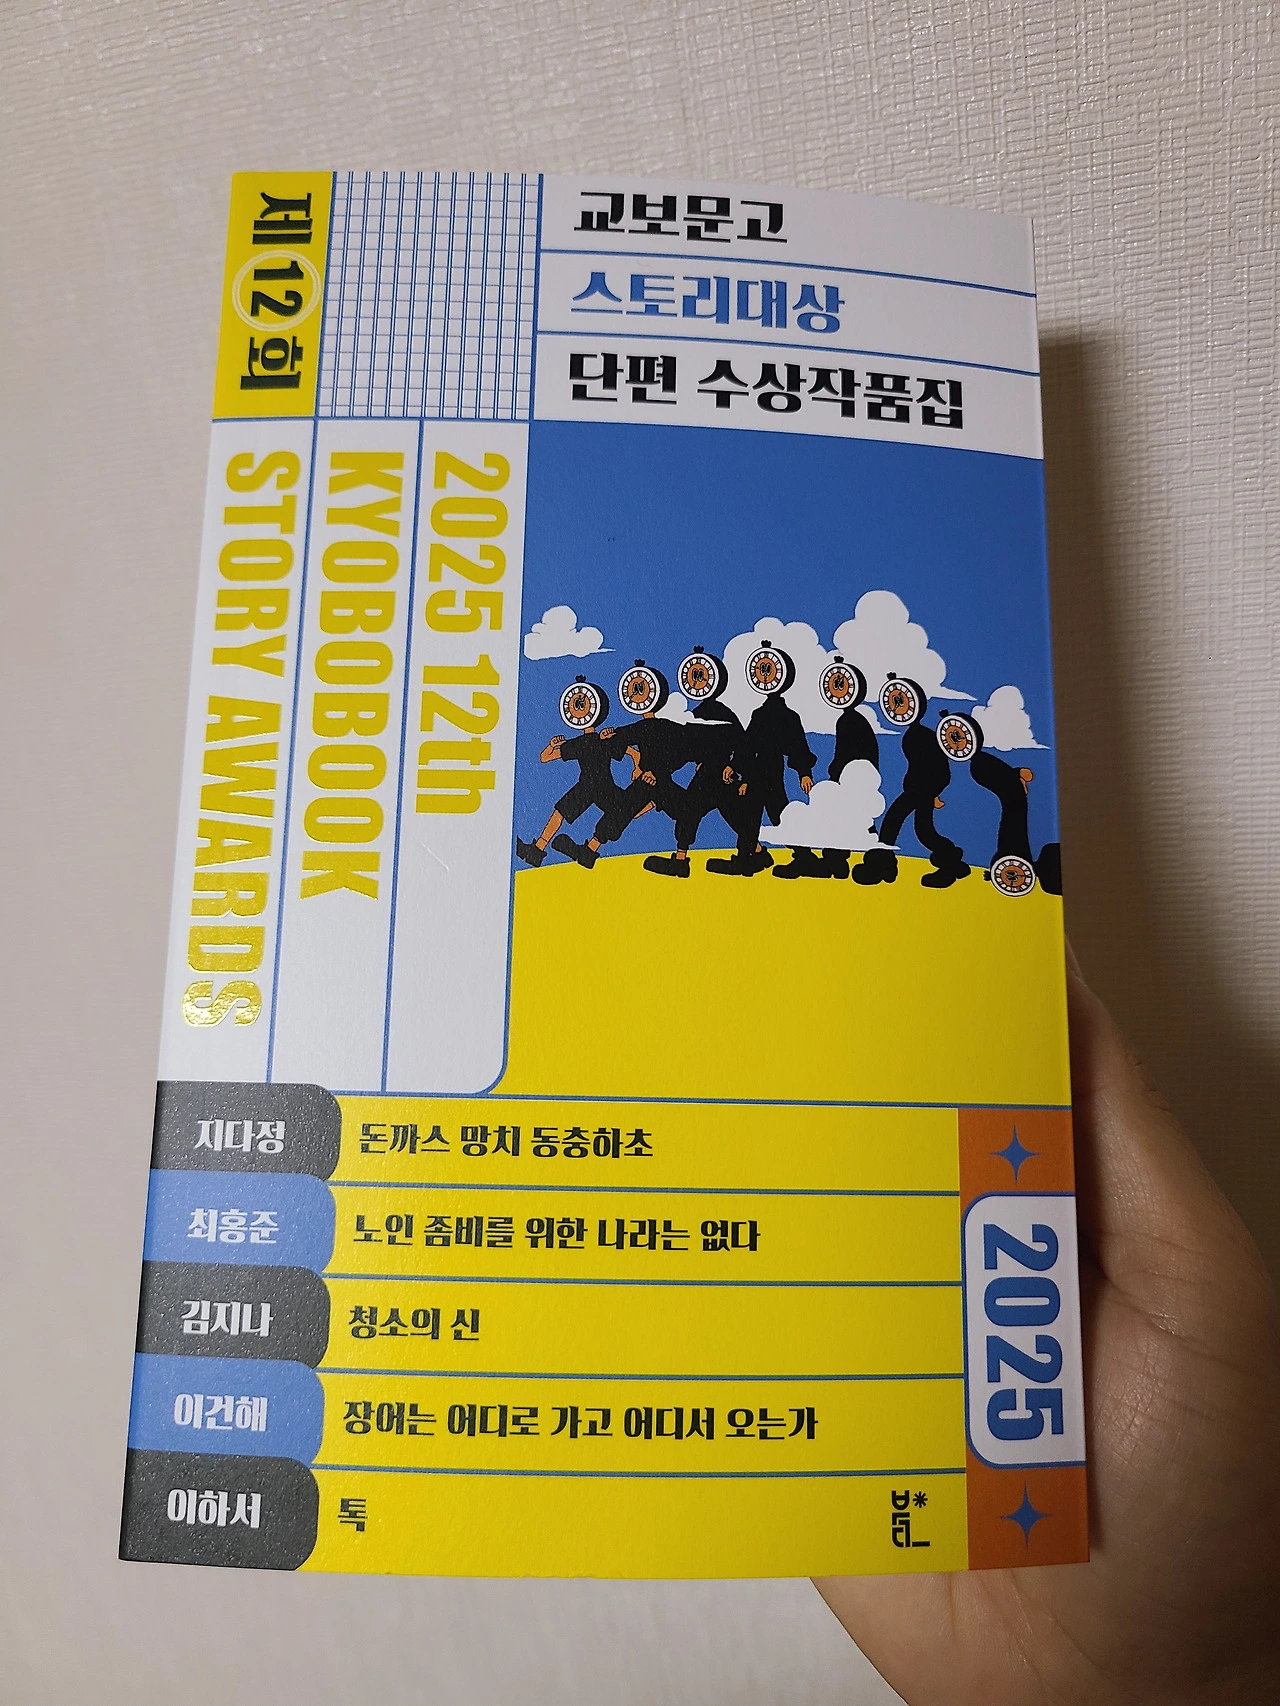 제12회
교보문고
스토리대상
단편 수상작품집
2025 12th
KYOBOBOOK
STORY AWARDS
지다정 돈까스 망치 동충하초
최홍준 노인 좀비를 위한 나라는 없다
김지나 청소의 신
이건해 장어는 어디로 가고 어디서 오는가
이하서 톡
2025